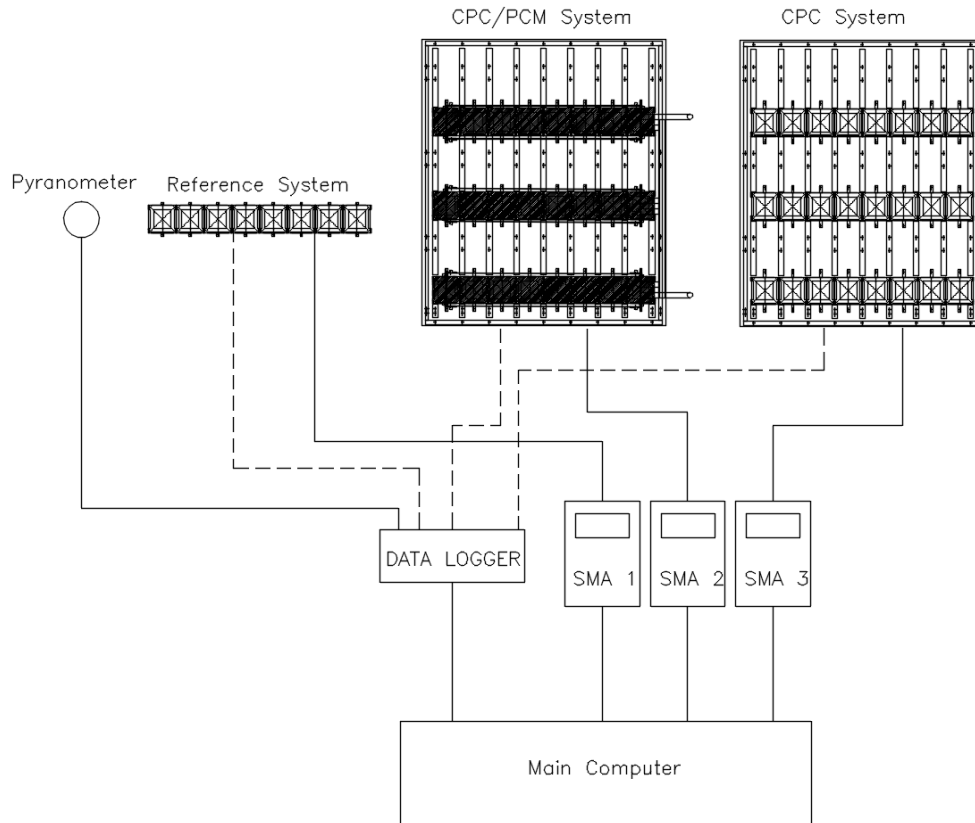 CPC/PCM System
CPC System
Pyranometer
Reference System
DATA LOGGER
SMA 1
SMA 2
SMA 3
Main Computer